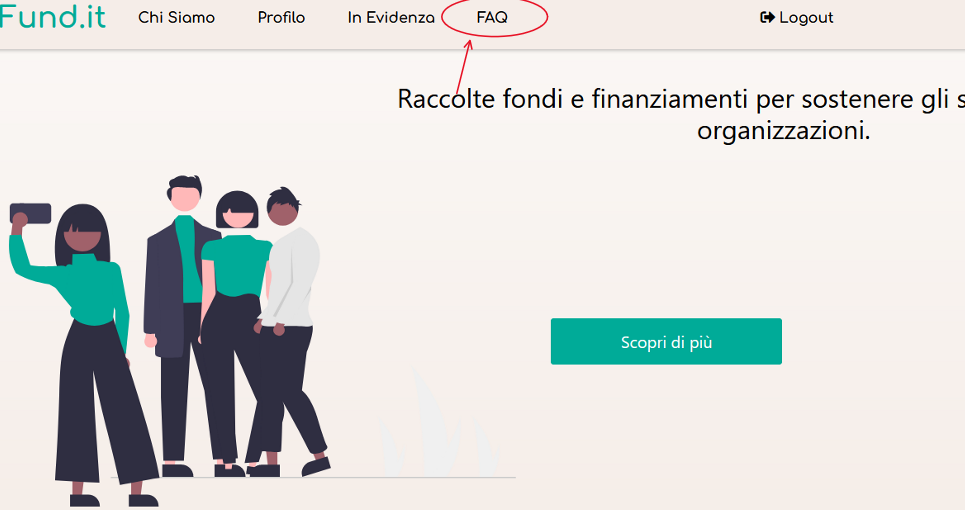 Fund.it Chi Siamo Profilo In Evidenza FAQ Logout
Raccolte fondi e finanziamenti per sostenere gli
organizzazioni.
Scopri di più